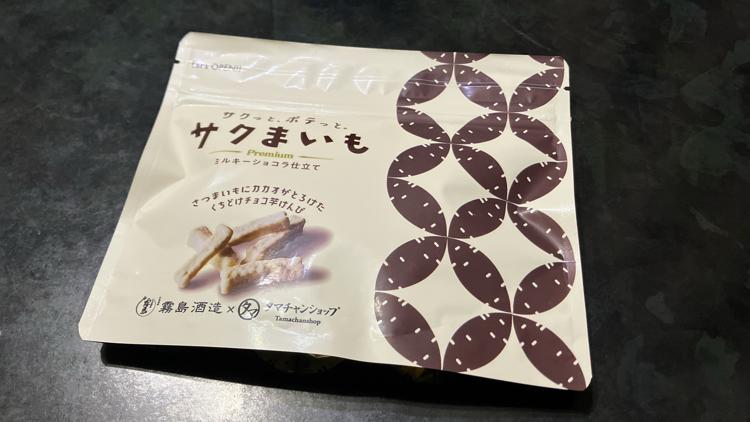 Let's OPEN!!
サクっと、ポテっと。
サクまいも
Premium
ミルキーショコラ仕立て
さつまいもにカカオがとろけた
くちどけチョコ芋けんぴ
霧島酒造×タマチャンショップ
Tamachanshop